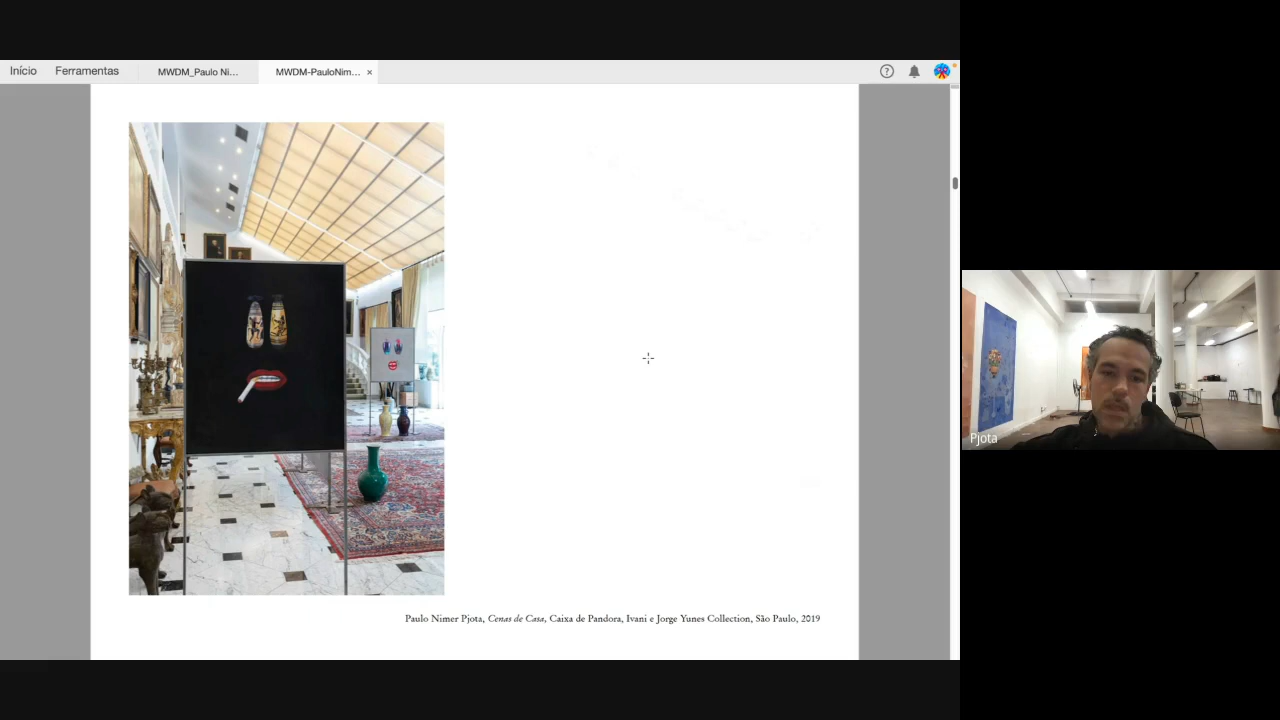 Início Ferramentas MWDM_Paulo Ni... MWDM-PauloNim... ×
Pjota
Paulo Nimer Pjota, Cenas de Casa, Caixa de Pandora, Ivani e Jorge Yunes Collection, São Paulo, 2019